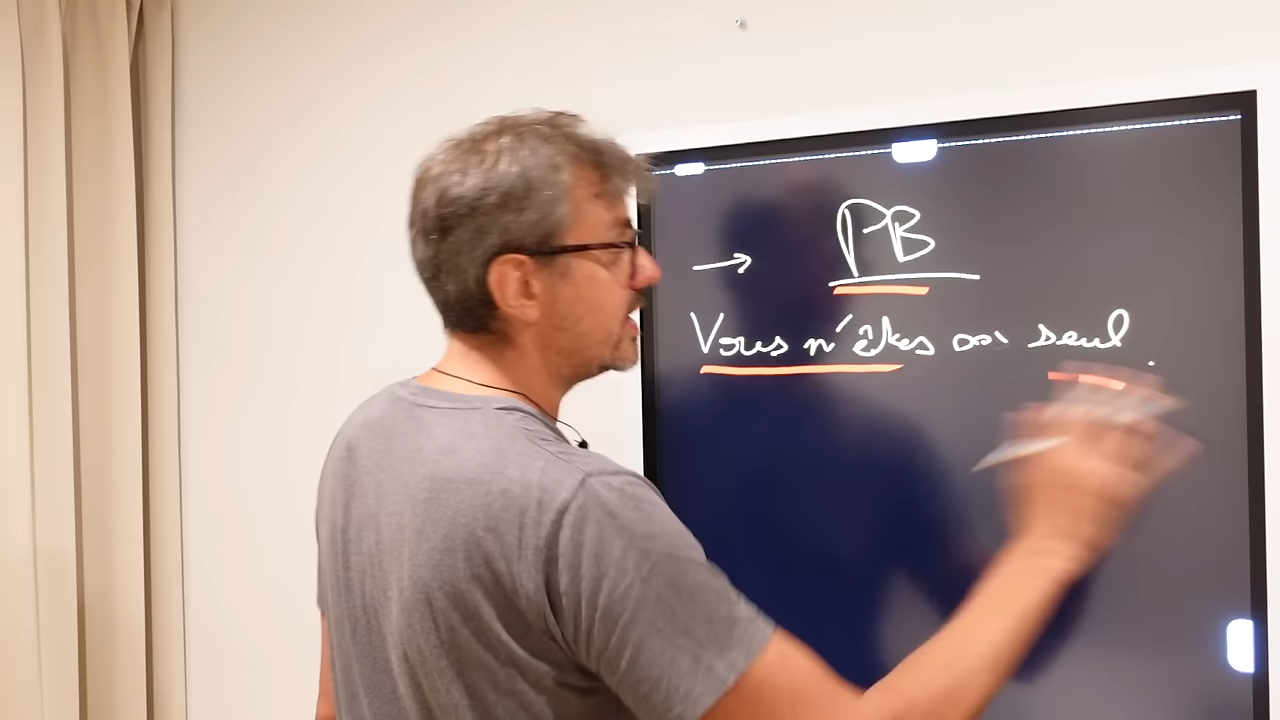 → PB
Vous n'êtes pas seul.